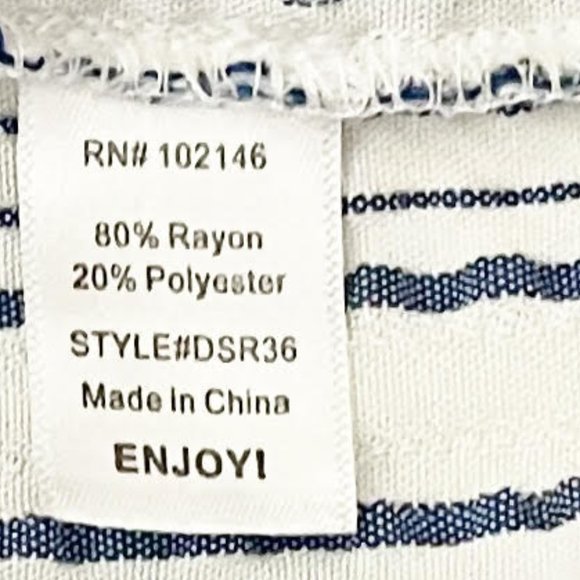 RN# 102146
80% Rayon
20% Polyester
STYLE#DSR36
Made In China
ENJOY!